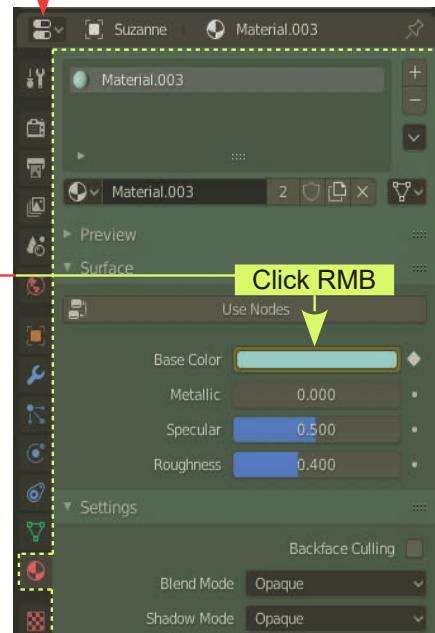 Suzanne Material.003
Material.003
Material.003 2
Preview
Surface
Click RMB
Use Nodes
Base Color
Metallic 0.000
Specular 0.500
Roughness 0.400
Settings
Backface Culling
Blend Mode Opaque
Shadow Mode Opaque